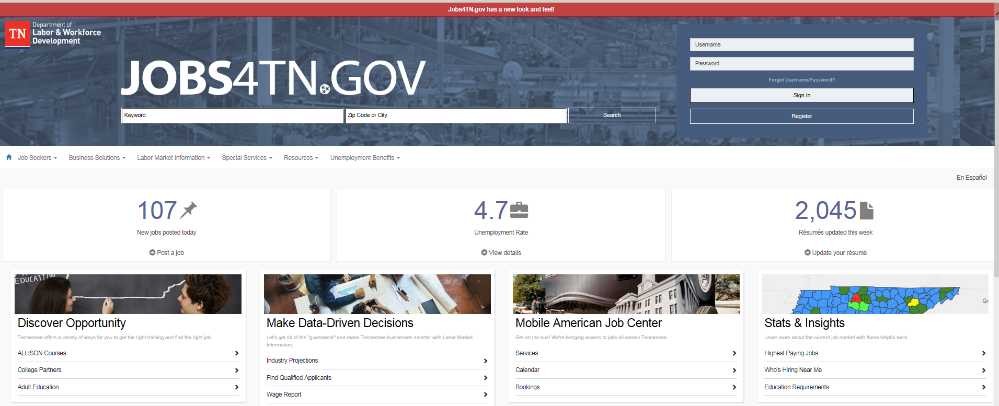 Jobs4TN.gov has a new look and feel!
TN
Department of
Labor & Workforce
Development
JOBS4TN.GOV
Keyword
Zip Code or City
Search
Username
Password
Forgot Username/Password?
Sign In
Register
Job Seekers
Business Solutions
Labor Market Information
Special Services
Resources
Unemployment Benefits
En Español
107
New jobs posted today
Post a job
4.7
Unemployment Rate
View details
2,045
Résumés updated this week
Update your résumé
EDUCATION
Discover Opportunity
Tennessee offers a variety of ways for you to get the right training and find the right job.
ALLISON Courses
College Partners
Adult Education
Make Data-Driven Decisions
Let's get rid of the "guesswork" and make Tennessee businesses smarter with Labor Market
Information.
Industry Projections
Find Qualified Applicants
Wage Report
Mobile American Job Center
Get on the bus! We're bringing access to jobs all across Tennessee.
Services
Calendar
Bookings
Gr
Stats & Insights
Learn more about the current job market with these helpful tools.
Highest Paying Jobs
Who's Hiring Near Me
Education Requirements